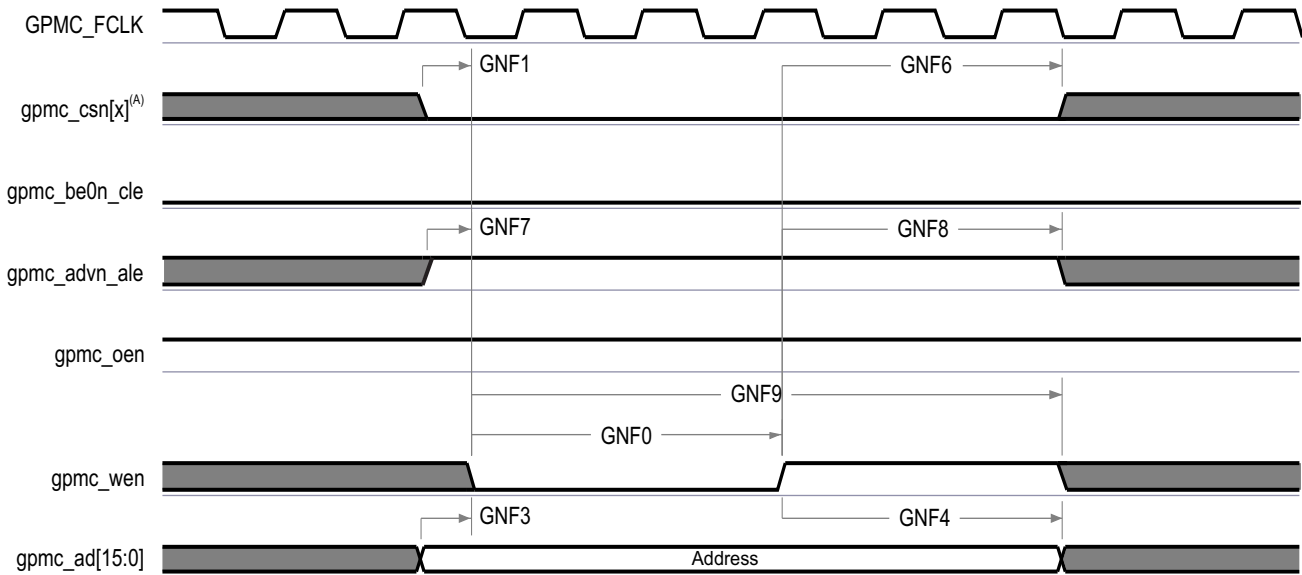 GPMC_FCLK
GNF1
GNF6
gpmc_csn[x](A)
gpmc_be0n_cle
GNF7
GNF8
gpmc_advn_ale
gpmc_oen
GNF9
GNF0
gpmc_wen
GNF3
GNF4
gpmc_ad[15:0]
Address